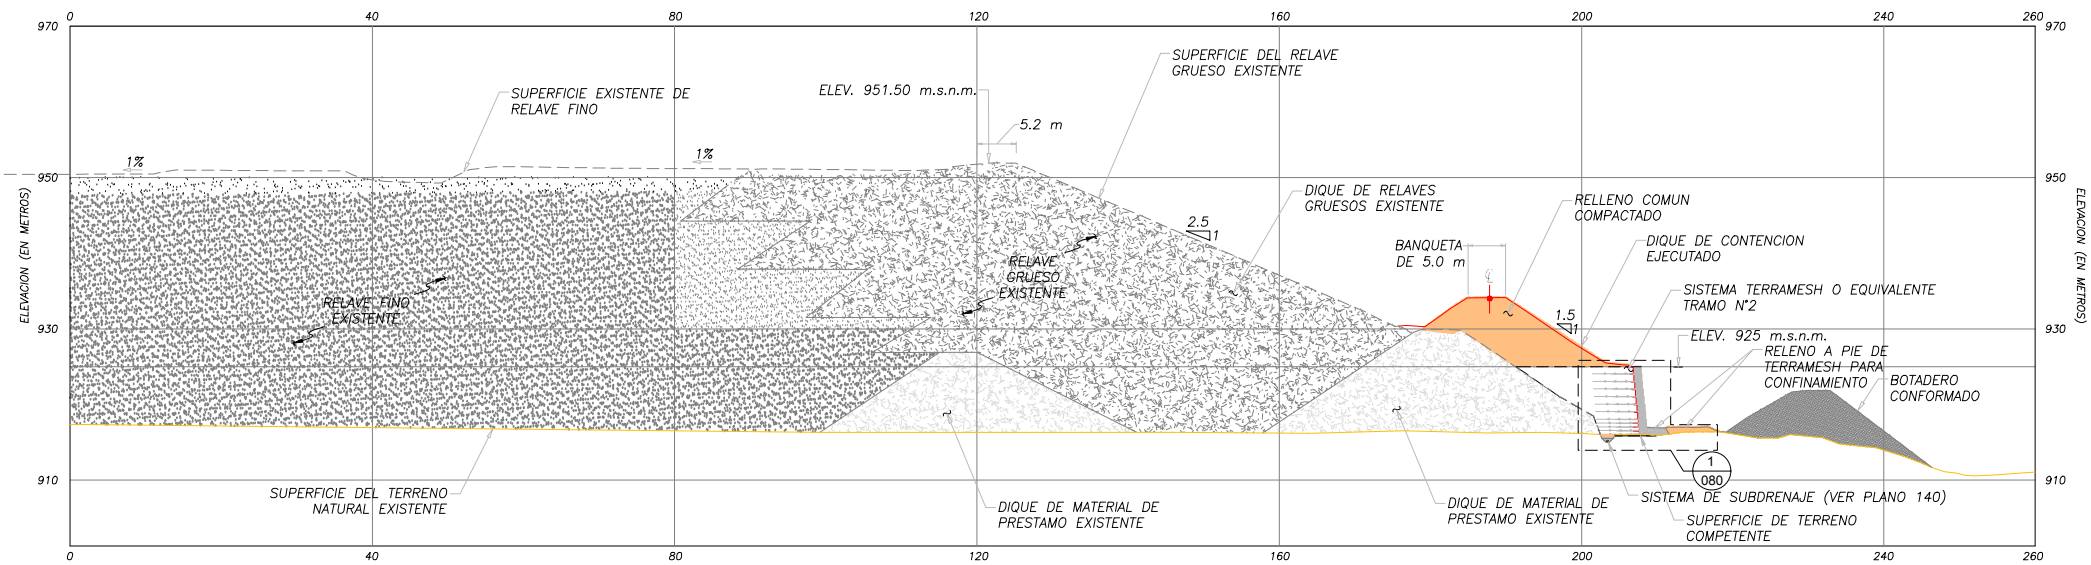 0 40 80 120 160 200 240 260
970 970
SUPERFICIE DEL RELAVE
GRUESO EXISTENTE
ELEV. 951.50 m.s.n.m.
SUPERFICIE EXISTENTE DE
RELAVE FINO
5.2 m
1% 1%
950 950
DIQUE DE RELAVES
GRUESOS EXISTENTE
RELLENO COMUN
COMPACTADO
2.5
1
BANQUETA
DE 5.0 m
DIQUE DE CONTENCION
EJECUTADO
ELEVACION (EN METROS)
ELEVACION (EN METROS)
RELAVE
GRUESO
EXISTENTE
RELAVE FINO
EXISTENTE
SISTEMA TERRAMESH O EQUIVALENTE
TRAMO N°2
1.5
1
930 930
ELEV. 925 m.s.n.m.
RELENO A PIE DE
TERRAMESH PARA
CONFINAMIENTO
BOTADERO
CONFORMADO
1
080
910 910
SUPERFICIE DEL TERRENO
NATURAL EXISTENTE
DIQUE DE MATERIAL DE
PRESTAMO EXISTENTE
DIQUE DE MATERIAL DE
PRESTAMO EXISTENTE
SISTEMA DE SUBDRENAJE (VER PLANO 140)
SUPERFICIE DE TERRENO
COMPETENTE
0 40 80 120 160 200 240 260